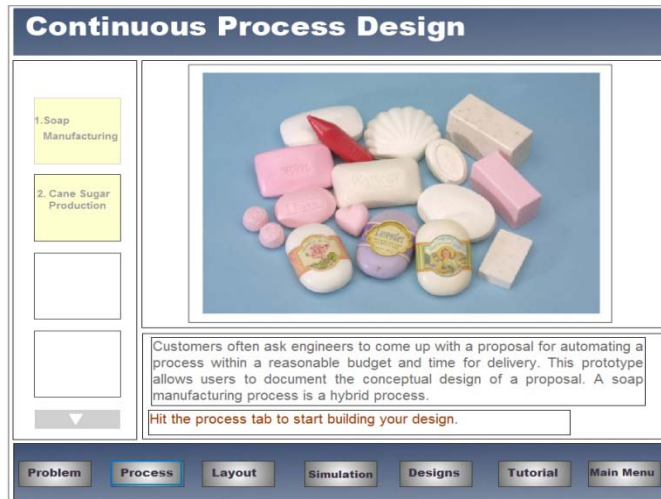 Continuous Process Design
1.Soap
Manufacturing
2. Cane Sugar
Production
Lavender
Customers often ask engineers to come up with a proposal for automating a
process within a reasonable budget and time for delivery. This prototype
allows users to document the conceptual design of a proposal. A soap
manufacturing process is a hybrid process.
Hit the process tab to start building your design.
Problem
Process
Layout
Simulation
Designs
Tutorial
Main Menu